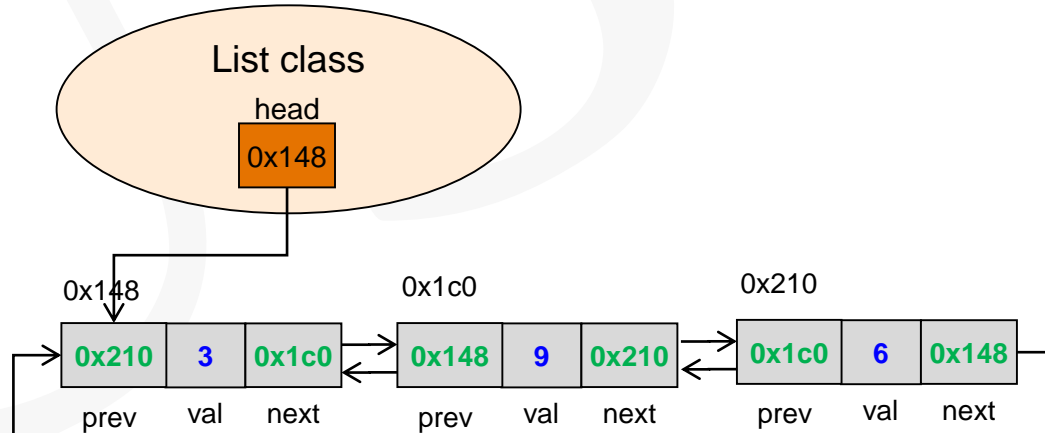 List class
head
0x148
0x148
0x1c0
0x210
0x210 3 0x1c0
0x148 9 0x210
0x1c0 6 0x148
prev val next
prev val next
prev val next